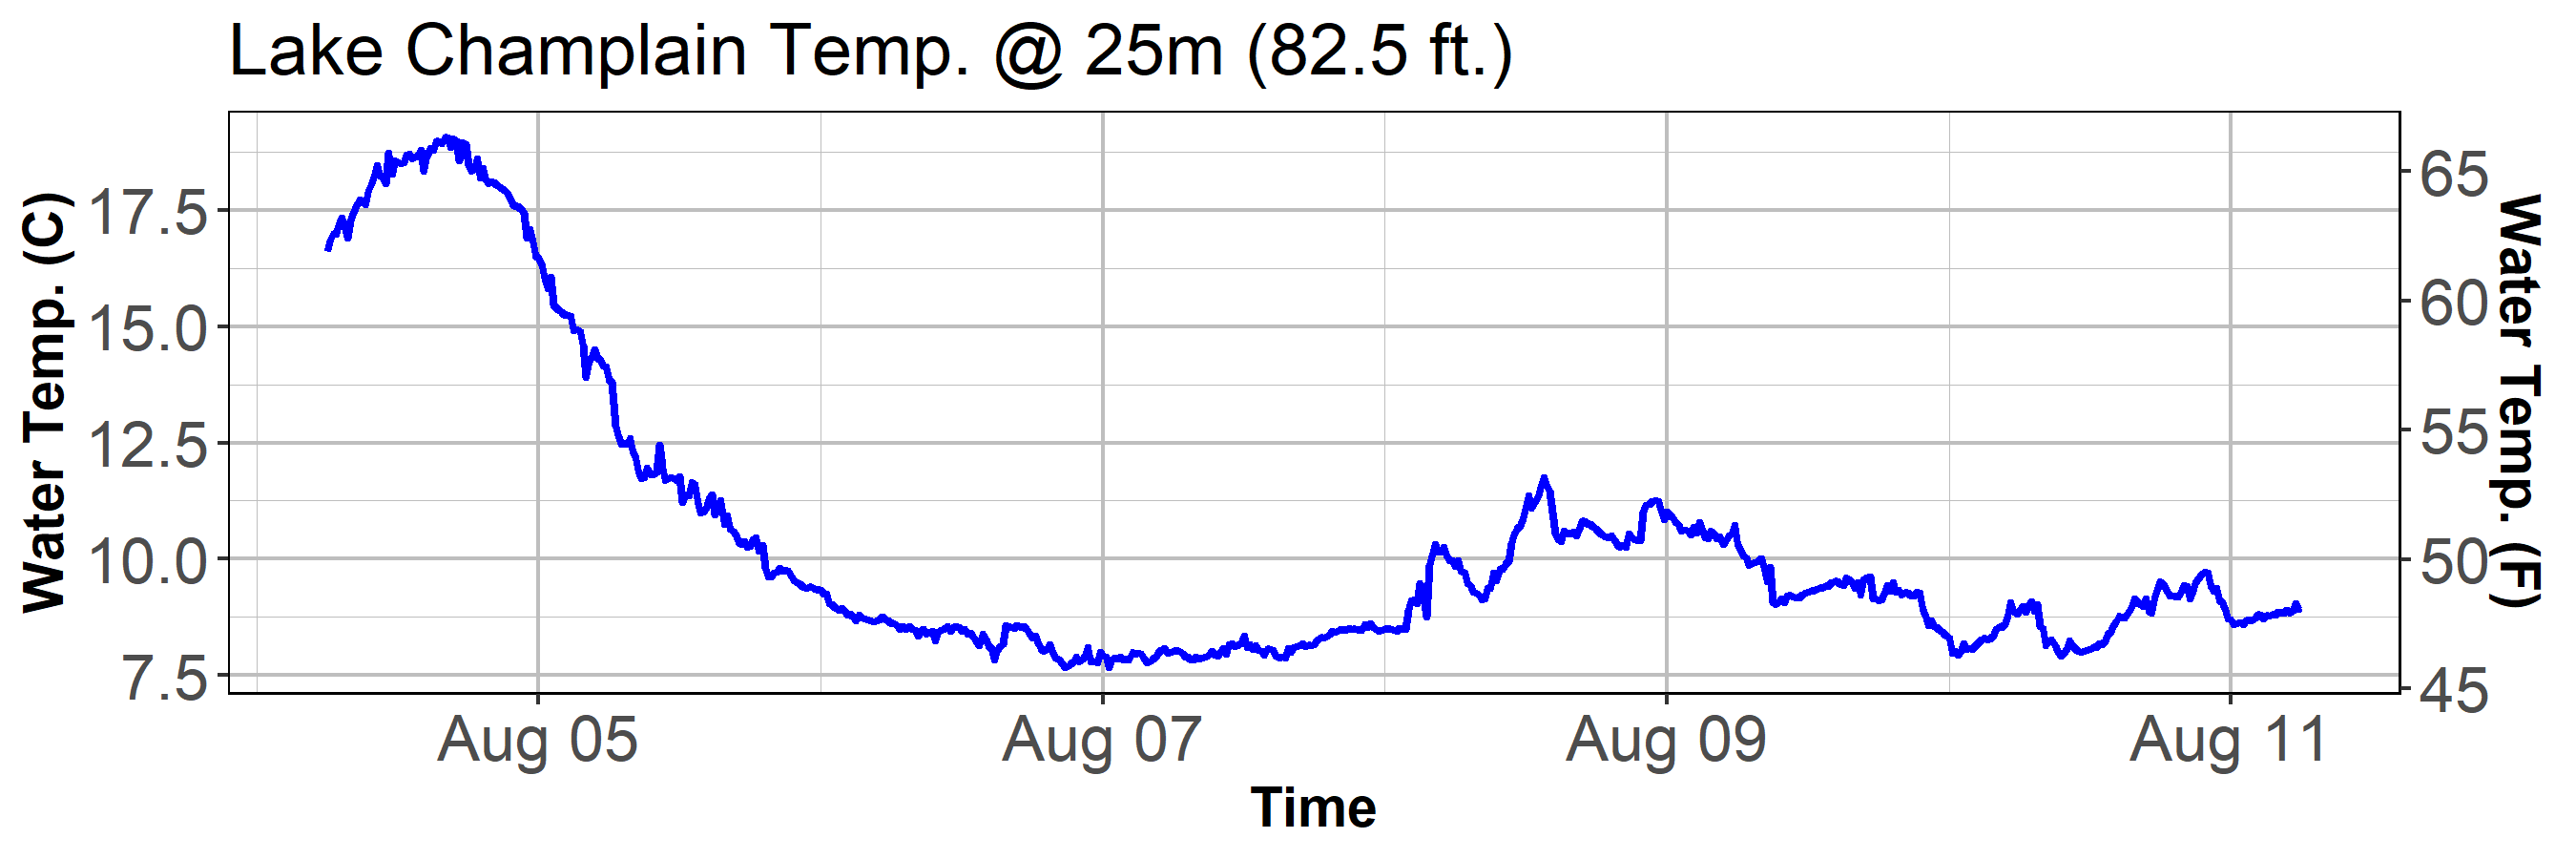 Lake Champlain Temp. @ 25m (82.5 ft.)
Water Temp. (C)
17.5
15.0
12.5
10.0
7.5
65
60
55
50
45
Water Temp. (F)
Aug 05
Aug 07
Aug 09
Aug 11
Time